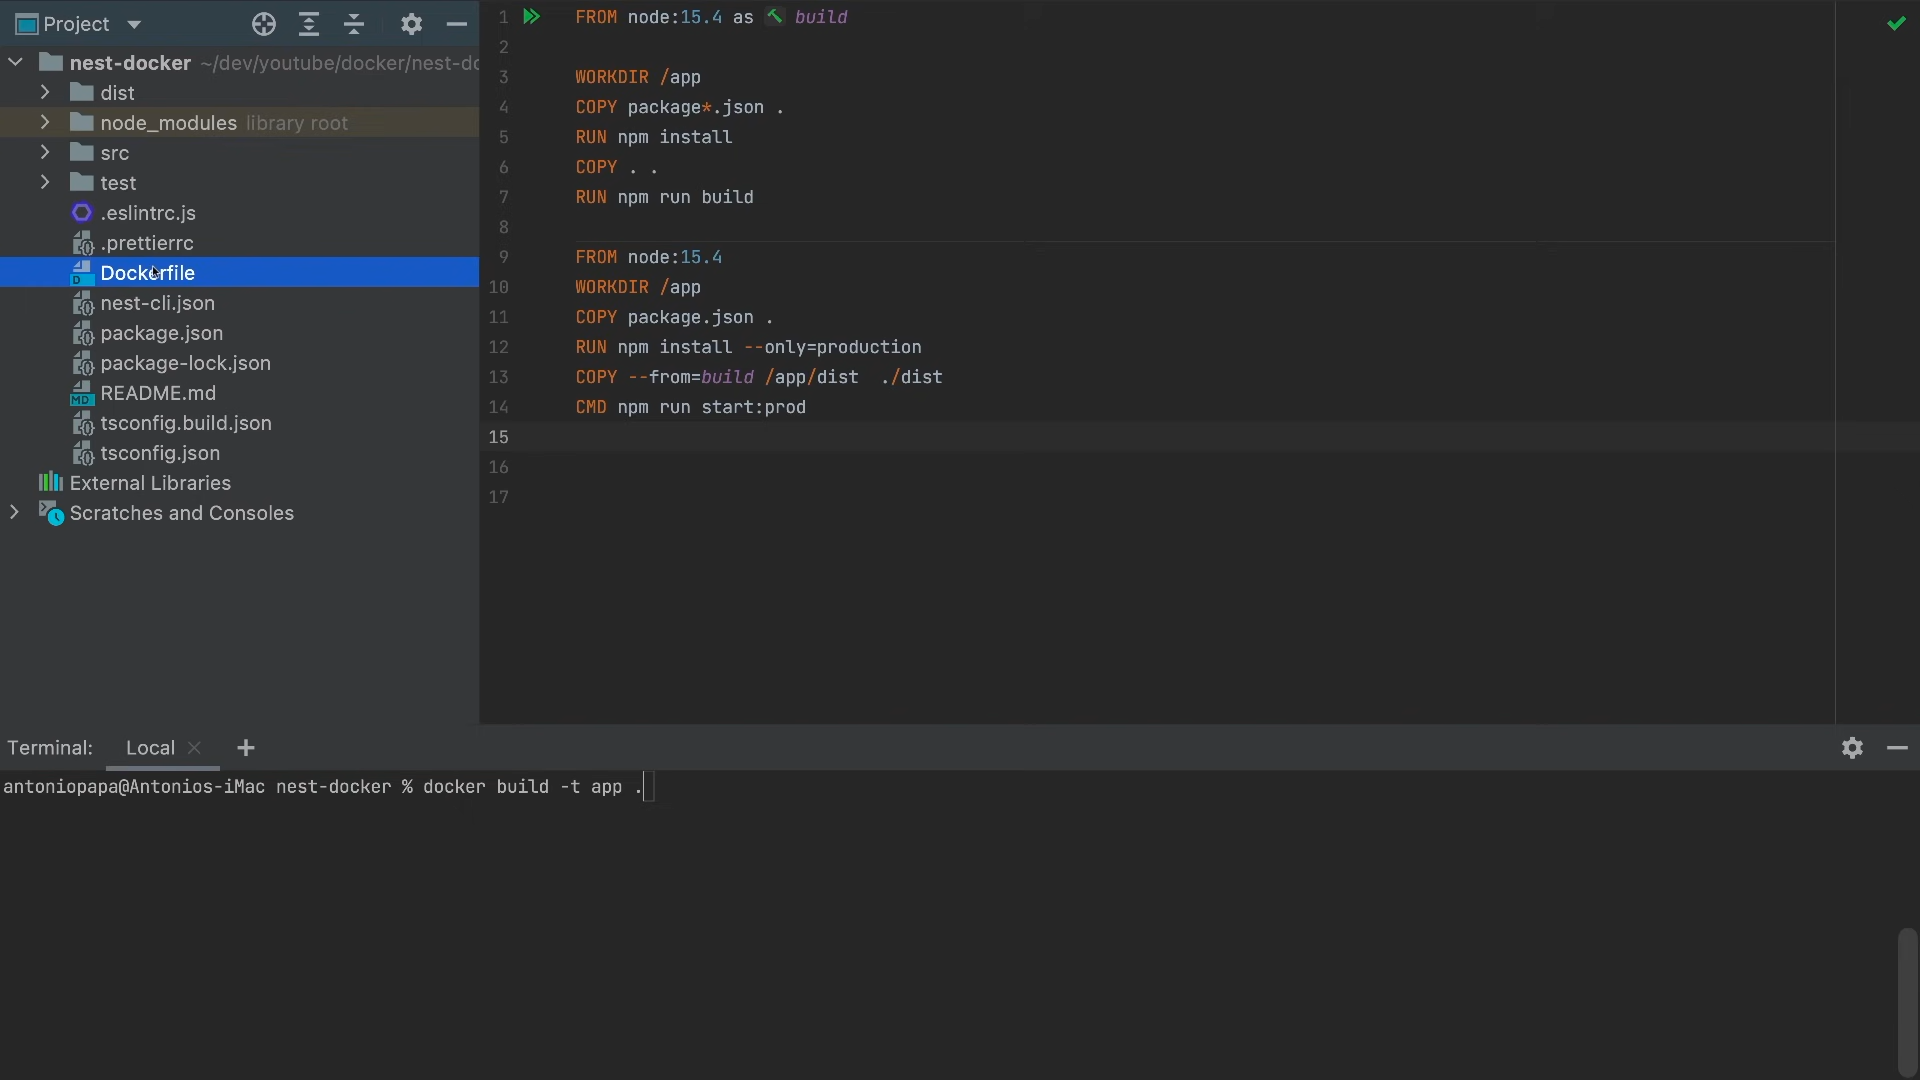 Project
nest-docker ~/dev/youtube/docker/nest-do
dist
node_modules library root
src
test
.eslintrc.js
.prettierrc
Dockerfile
nest-cli.json
package.json
package-lock.json
README.md
tsconfig.build.json
tsconfig.json
External Libraries
Scratches and Consoles
1 FROM node:15.4 as build
2
3 WORKDIR /app
4 COPY package*.json .
5 RUN npm install
6 COPY . .
7 RUN npm run build
8
9 FROM node:15.4
10 WORKDIR /app
11 COPY package.json .
12 RUN npm install --only=production
13 COPY --from=build /app/dist ./dist
14 CMD npm run start:prod
15
16
17
Terminal: Local
antoniopapa@Antonios-iMac nest-docker % docker build -t app .